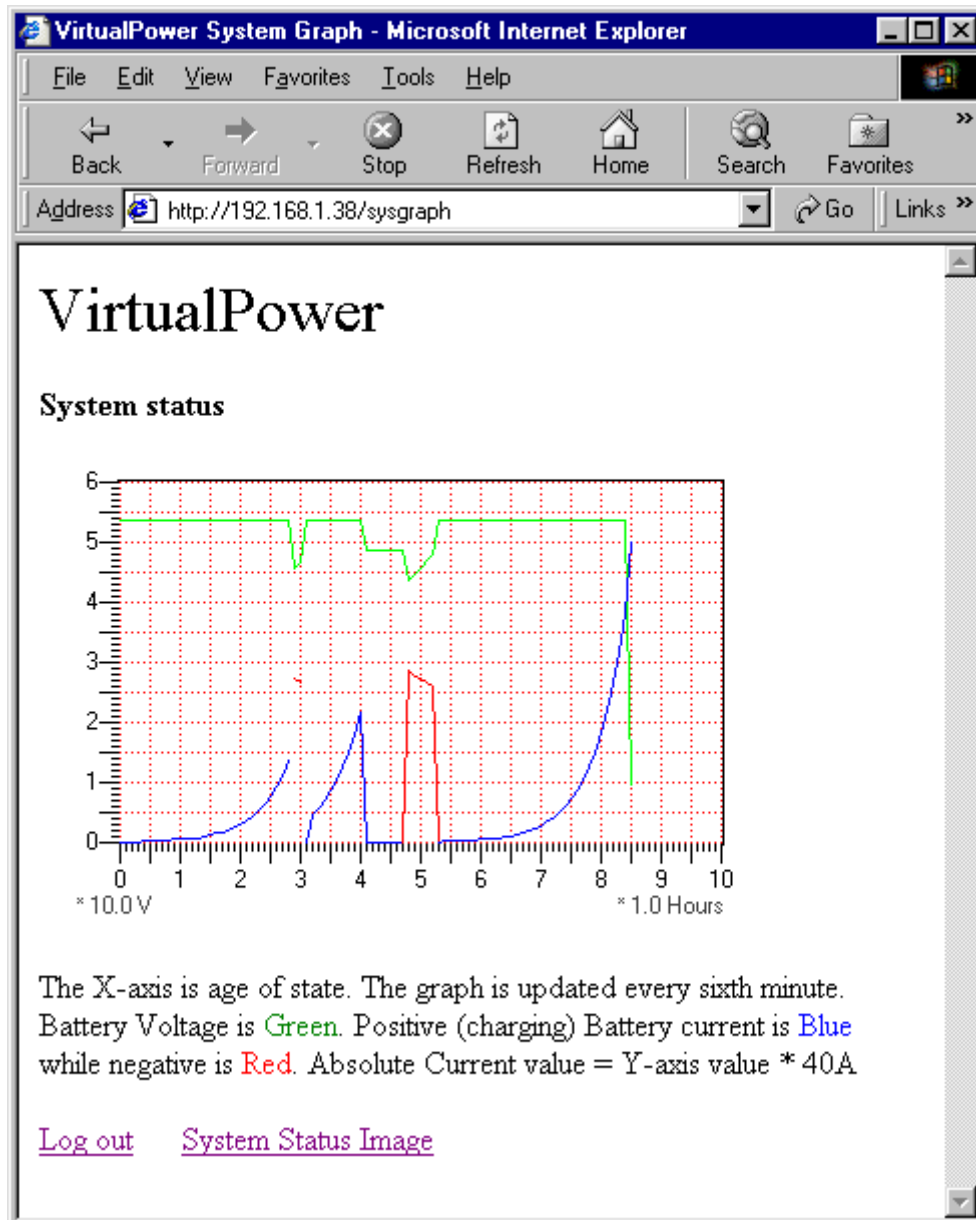 VirtualPower System Graph - Microsoft Internet Explorer
File Edit View Favorites Tools Help
Back Forward Stop Refresh Home Search Favorites »
Address http://192.168.1.38/sysgraph Go Links »
VirtualPower
System status
6
5
4
3
2
1
0
0 1 2 3 4 5 6 7 8 9 10
* 10.0 V * 1.0 Hours
The X-axis is age of state. The graph is updated every sixth minute.
Battery Voltage is Green. Positive (charging) Battery current is Blue
while negative is Red. Absolute Current value = Y-axis value * 40A
Log out System Status Image